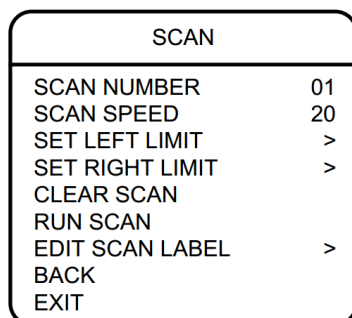 SCAN
SCAN NUMBER 01
SCAN SPEED 20
SET LEFT LIMIT >
SET RIGHT LIMIT >
CLEAR SCAN
RUN SCAN
EDIT SCAN LABEL >
BACK
EXIT